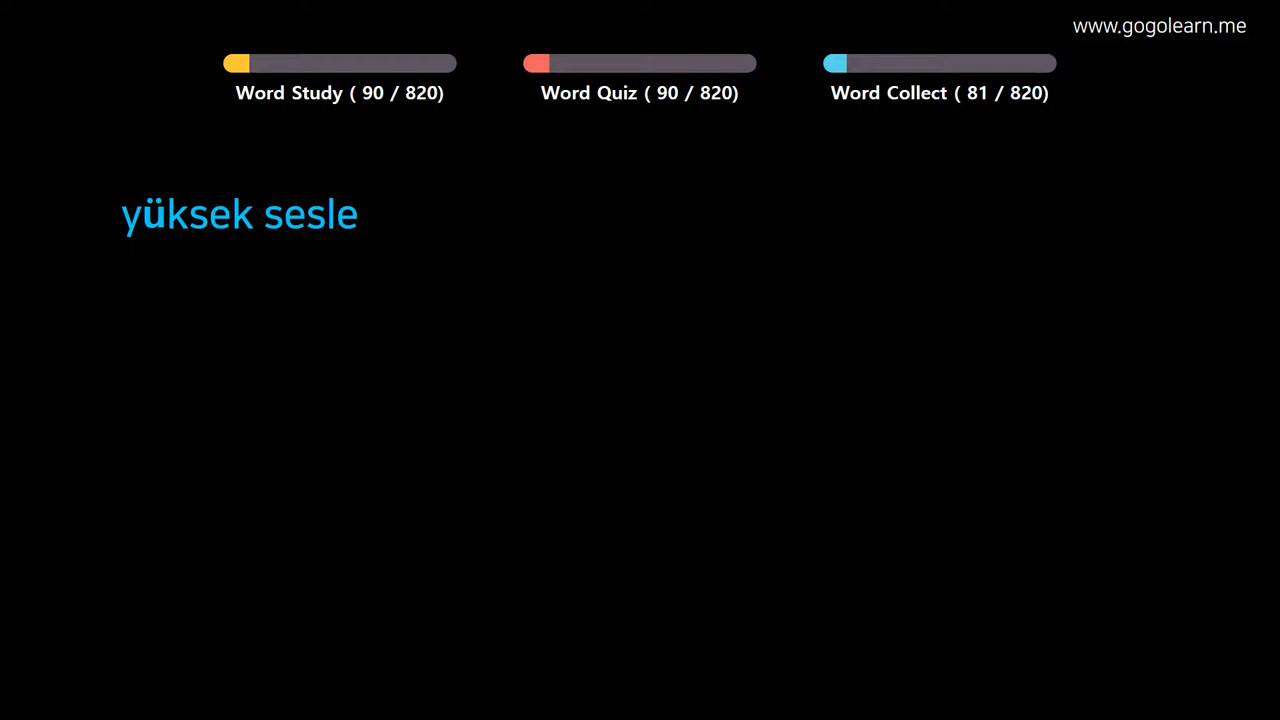 www.gogolearn.me
Word Study ( 90 / 820)
Word Quiz ( 90 / 820)
Word Collect ( 81 / 820)
yüksek sesle